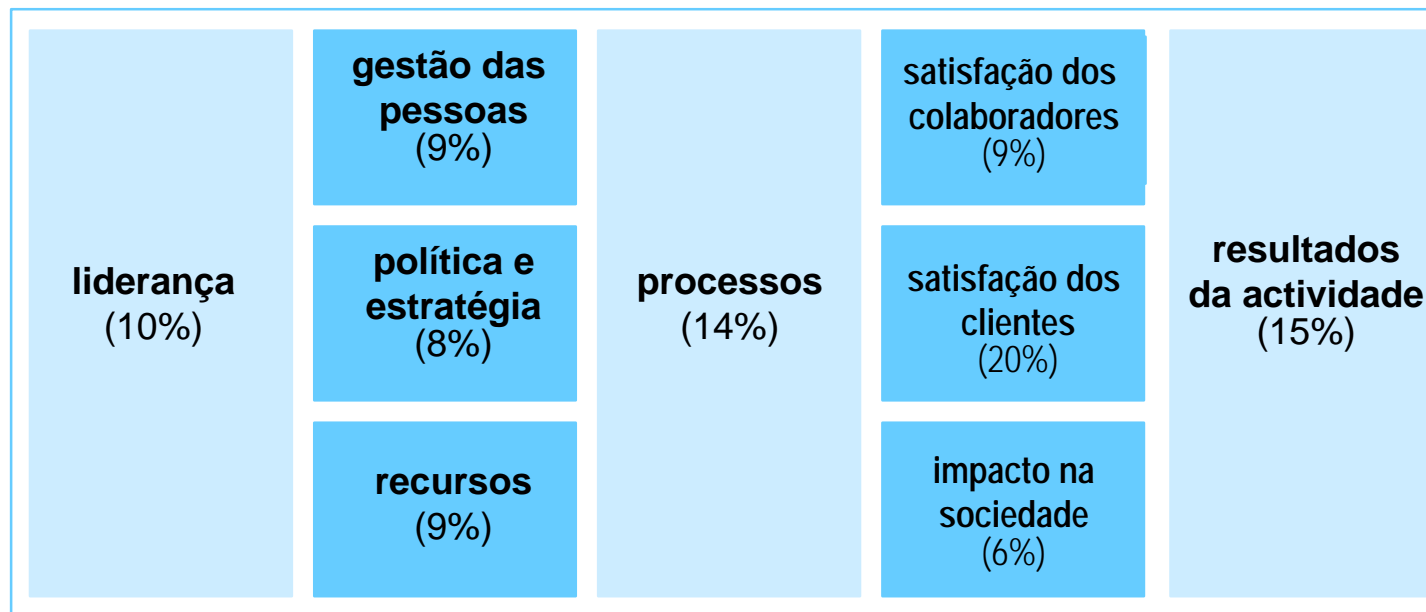 liderança
(10%)
gestão das
pessoas
(9%)
política e
estratégia
(8%)
recursos
(9%)
processos
(14%)
satisfação dos
colaboradores
(9%)
satisfação dos
clientes
(20%)
impacto na
sociedade
(6%)
resultados
da actividade
(15%)